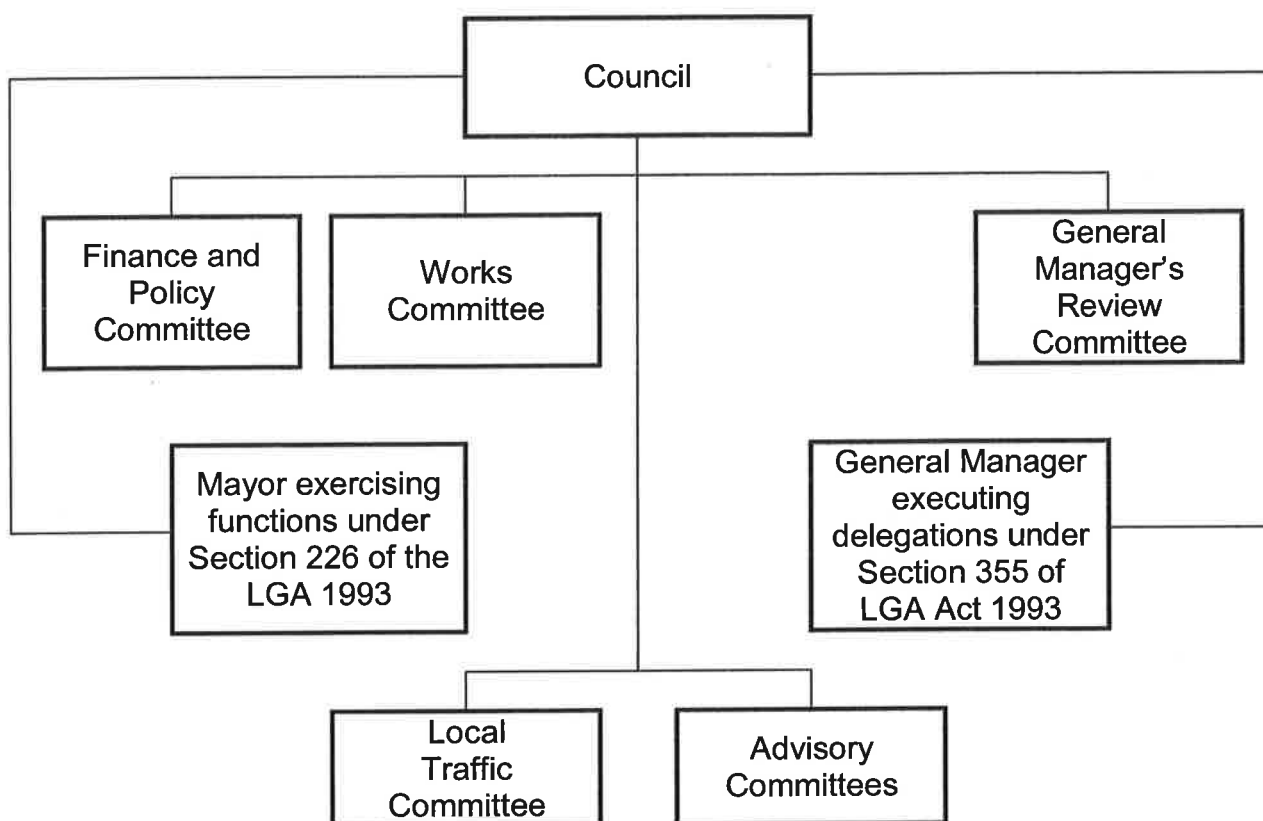 Council
Finance and
Policy
Committee
Works
Committee
General
Manager's
Review
Committee
Mayor exercising
functions under
Section 226 of the
LGA 1993
General Manager
executing
delegations under
Section 355 of
LGA Act 1993
Local
Traffic
Committee
Advisory
Committees